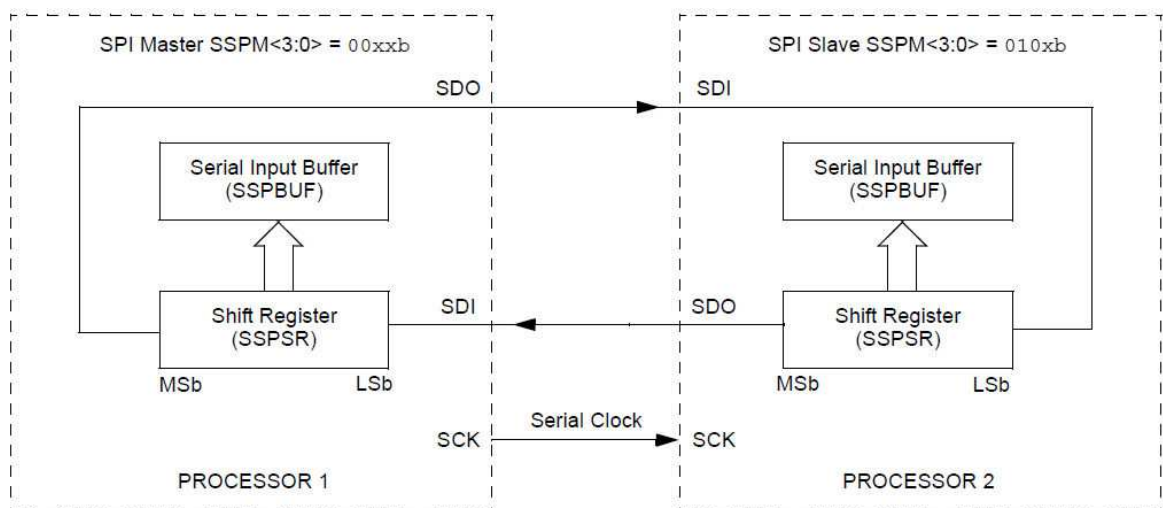 SPI Master SSPM<3:0> = 00xxb
SPI Slave SSPM<3:0> = 010xb
SDO
SDI
Serial Input Buffer
(SSPBUF)
Serial Input Buffer
(SSPBUF)
SDI
SDO
Shift Register
(SSPSR)
Shift Register
(SSPSR)
MSb
LSb
MSb
LSb
Serial Clock
SCK
SCK
PROCESSOR 1
PROCESSOR 2